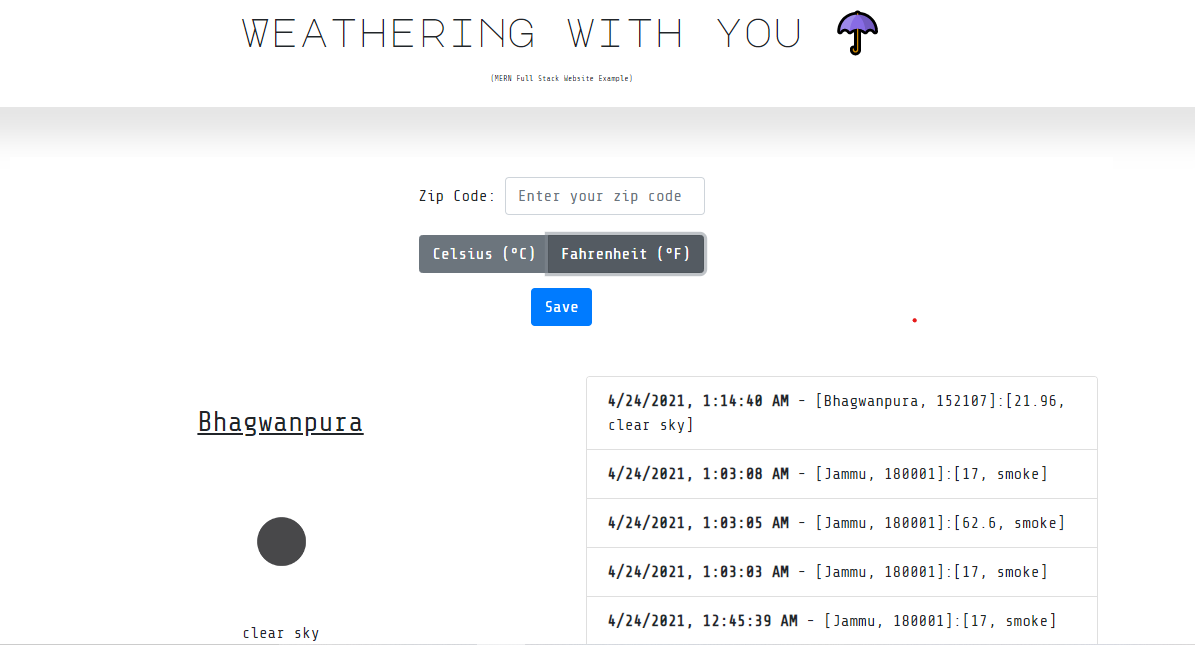 WEATHERING WITH YOU
(MERN Full Stack Website Example)
Zip Code: Enter your zip code
Celsius (°C) Fahrenheit (°F)
Save
Bhagwanpura
clear sky
4/24/2021, 1:14:40 AM - [Bhagwanpura, 152107]:[21.96,
clear sky]
4/24/2021, 1:03:08 AM - [Jammu, 180001]:[17, smoke]
4/24/2021, 1:03:05 AM - [Jammu, 180001]:[62.6, smoke]
4/24/2021, 1:03:03 AM - [Jammu, 180001]:[17, smoke]
4/24/2021, 12:45:39 AM - [Jammu, 180001]:[17, smoke]